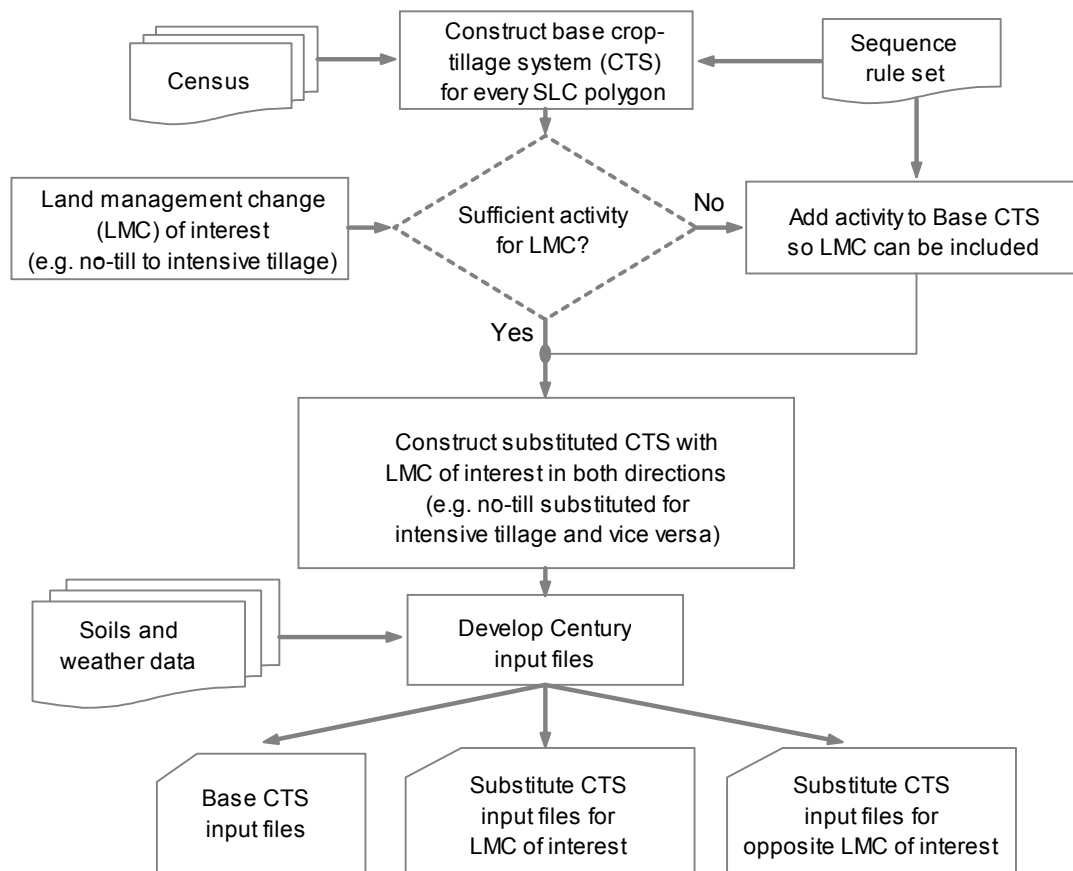 Census
Construct base crop-
tillage system (CTS)
for every SLC polygon
Sequence
rule set
Land management change
(LMC) of interest
(e.g. no-till to intensive tillage)
Sufficient activity
for LMC?
No
Add activity to Base CTS
so LMC can be included
Yes
Construct substituted CTS with
LMC of interest in both directions
(e.g. no-till substituted for
intensive tillage and vice versa)
Soils and
weather data
Develop Century
input files
Base CTS
input files
Substitute CTS
input files for
LMC of interest
Substitute CTS
input files for
opposite LMC of interest